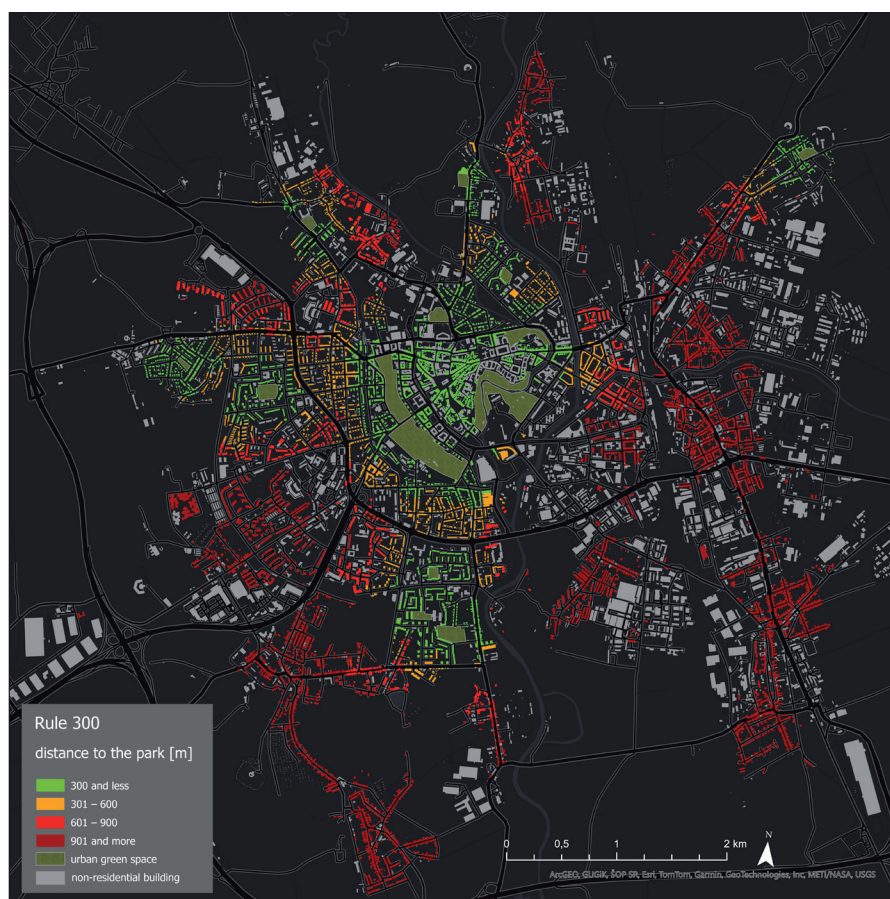 Rule 300
distance to the park [m]
300 and less
301 – 600
601 – 900
901 and more
urban green space
non-residential building
0 0,5 1 2 km
N
ArcGEO, GUGiK, ŠOP SR, Esri, TomTom, Garmin, GeoTechnologies, Inc, METI/NASA, USGS